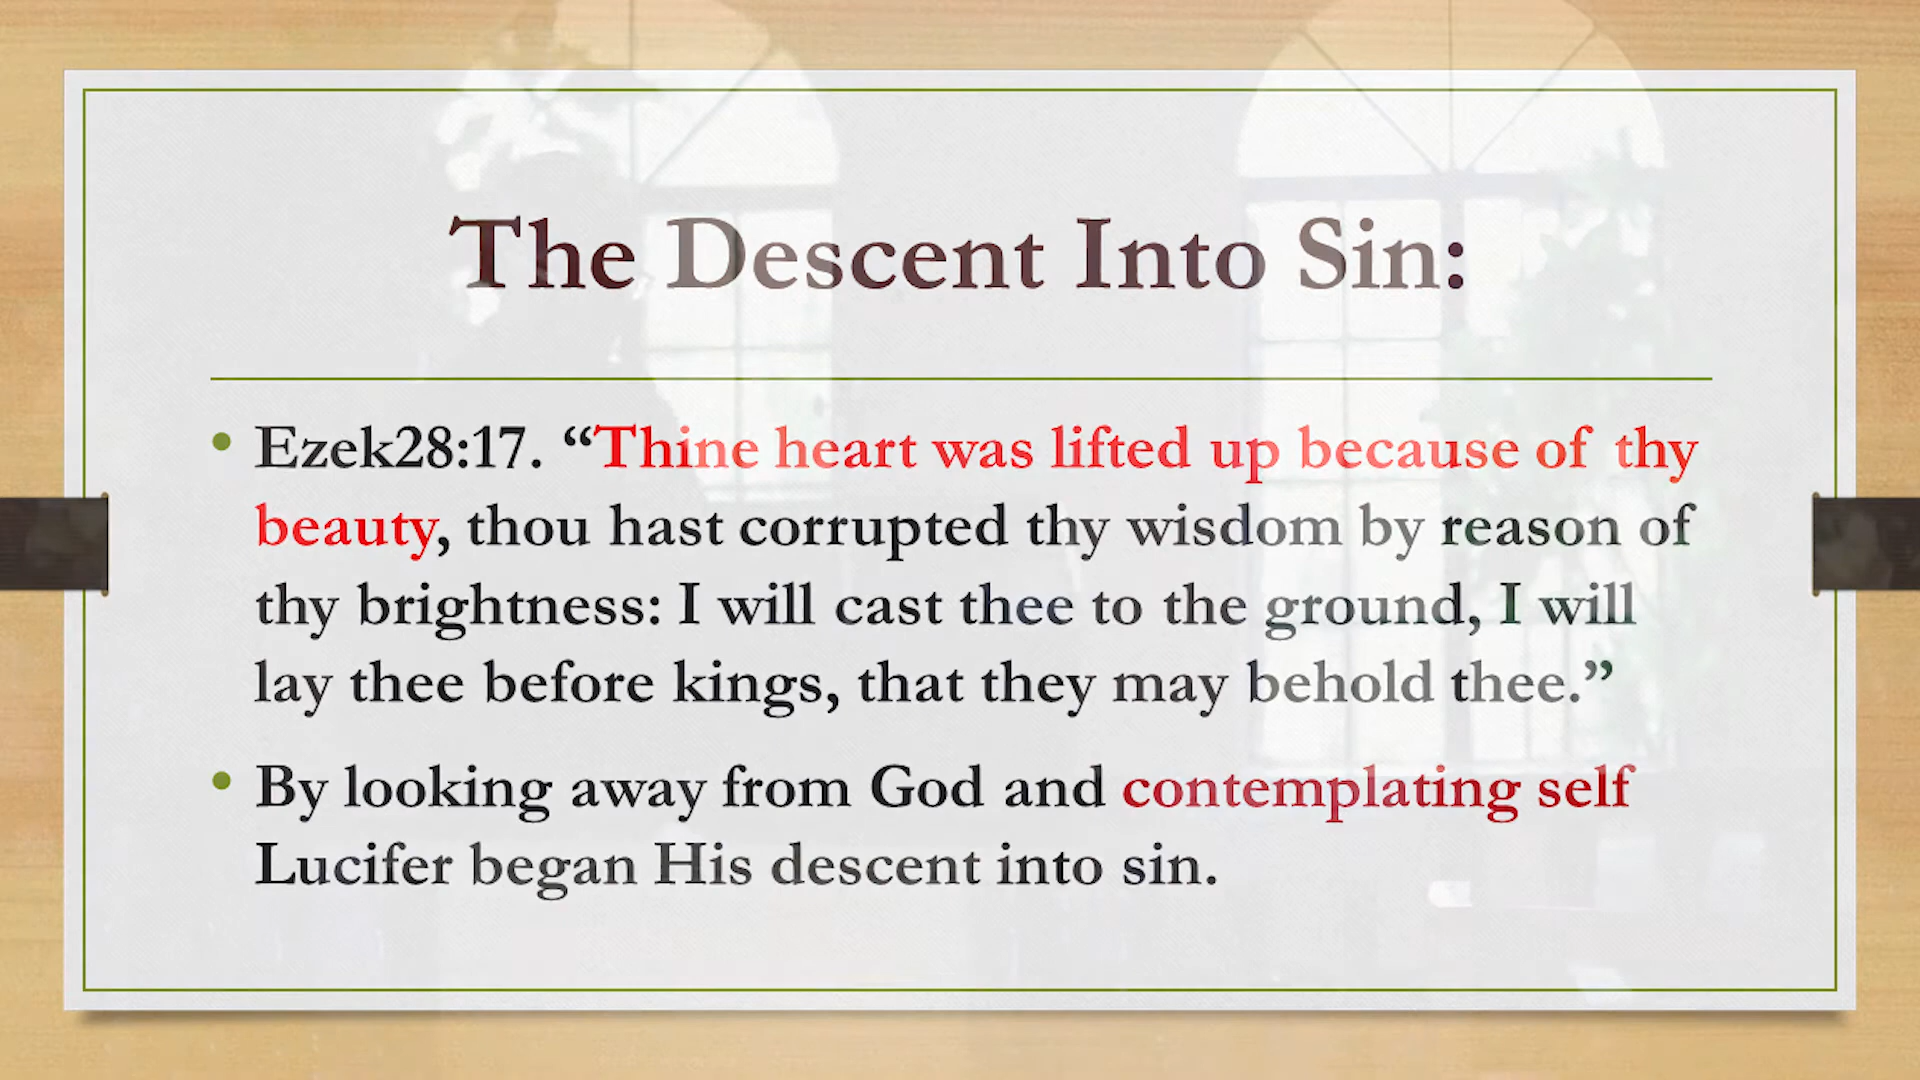 The Descent Into Sin:
• Ezek28:17. “Thine heart was lifted up because of thy
beauty, thou hast corrupted thy wisdom by reason of
thy brightness: I will cast thee to the ground, I will
lay thee before kings, that they may behold thee.”
• By looking away from God and contemplating self
Lucifer began His descent into sin.